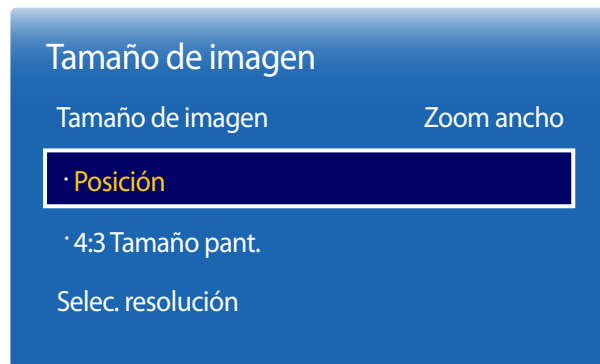 Tamaño de imagen
Tamaño de imagen Zoom ancho
· Posición
· 4:3 Tamaño pant.
Selec. resolución